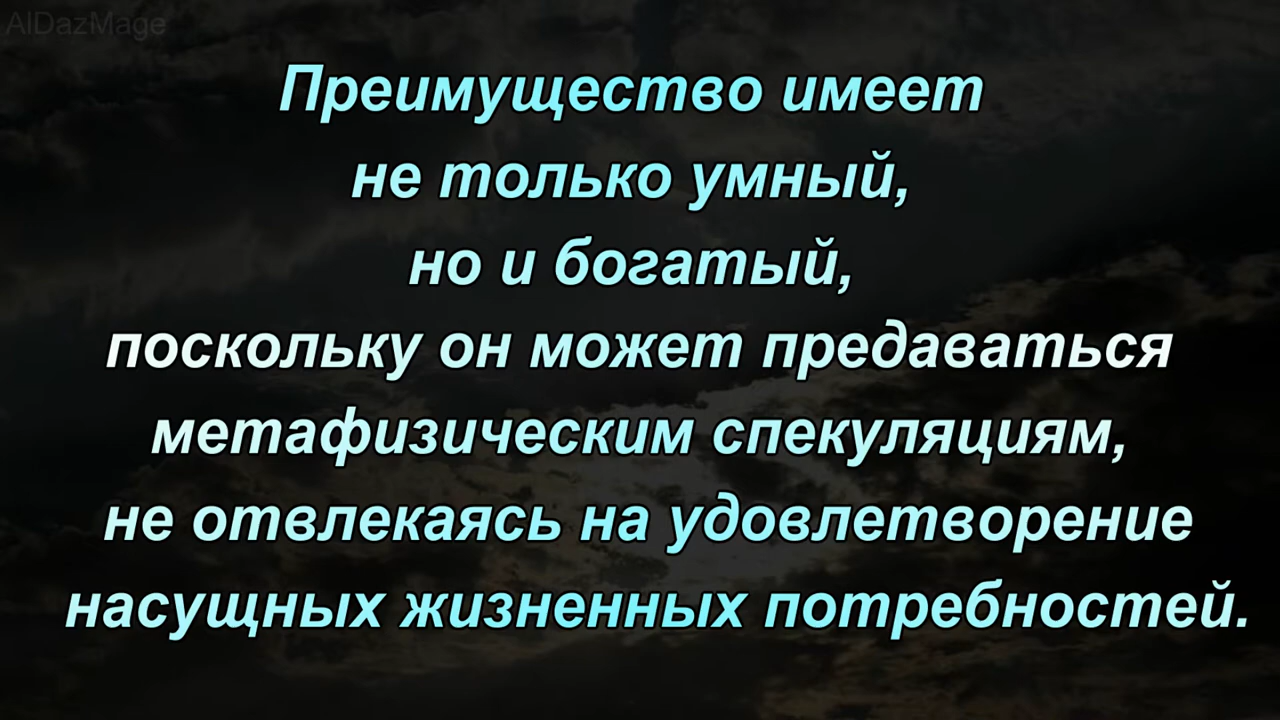 AlDazMage
Преимущество имеет
не только умный,
но и богатый,
поскольку он может предаваться
метафизическим спекуляциям,
не отвлекаясь на удовлетворение
насущных жизненных потребностей.